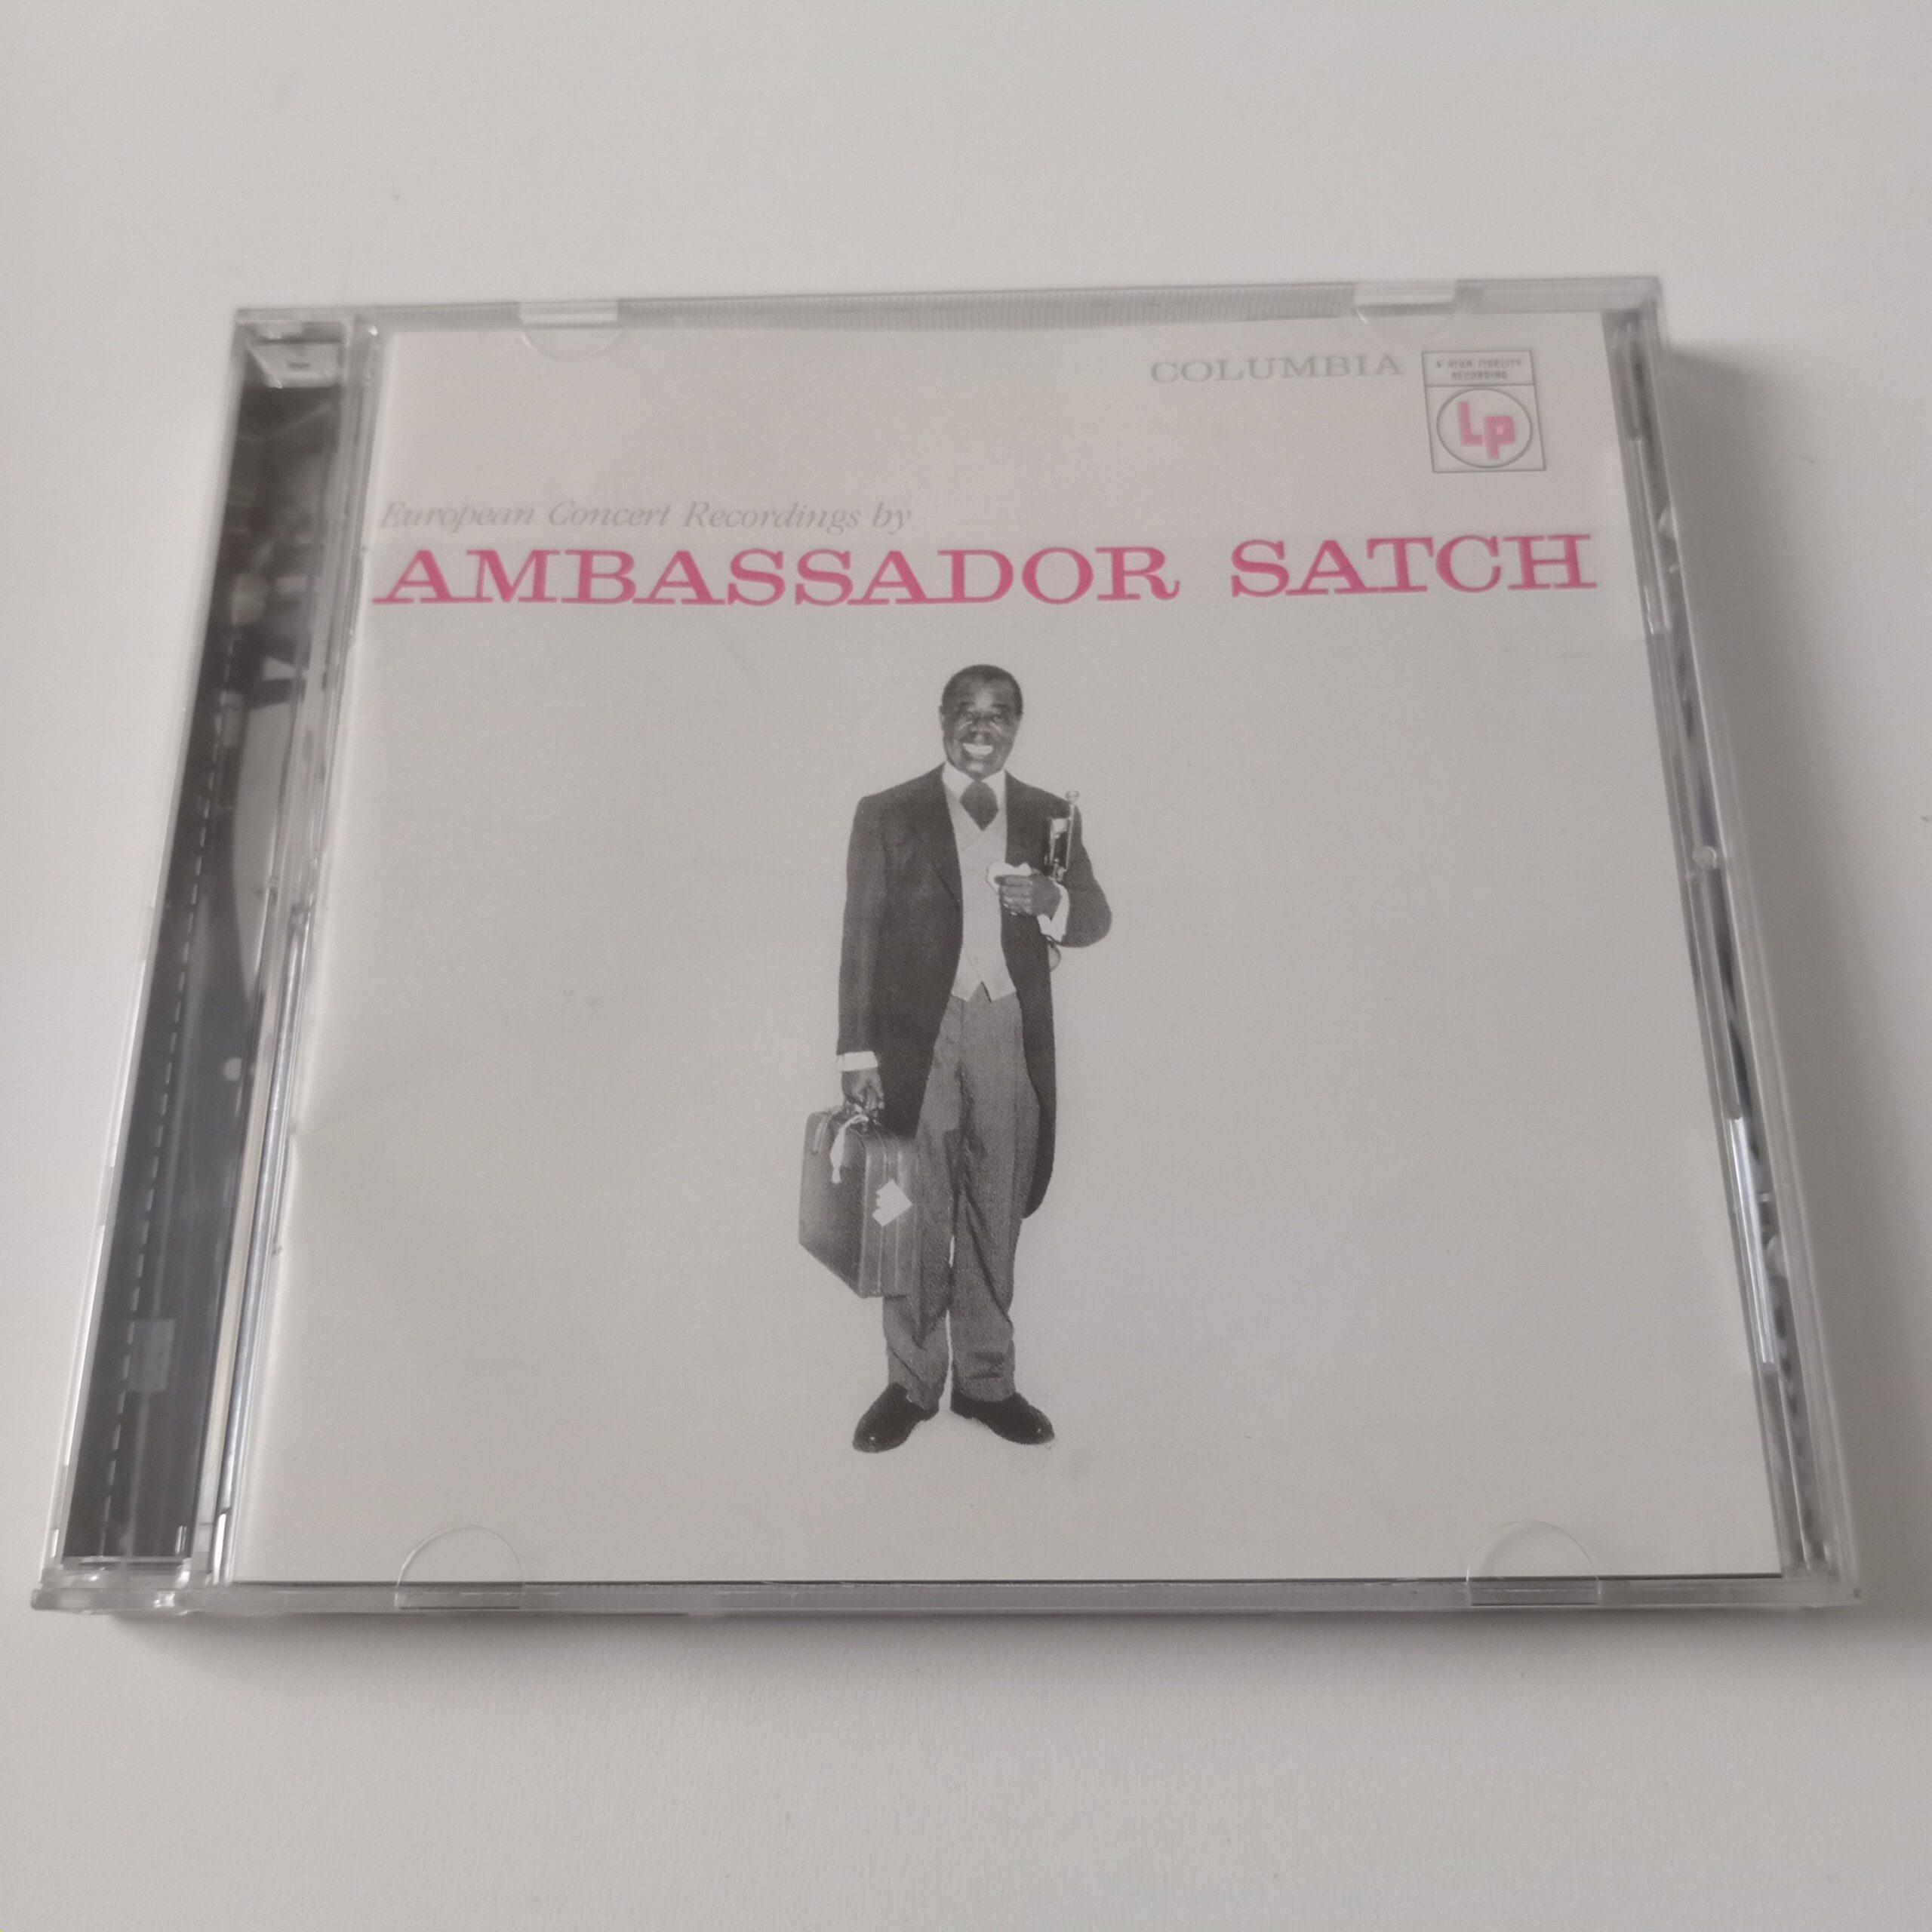 COLUMBIA
A HIGH FIDELITY
RECORDING
Lp
European Concert Recordings by
AMBASSADOR SATCH